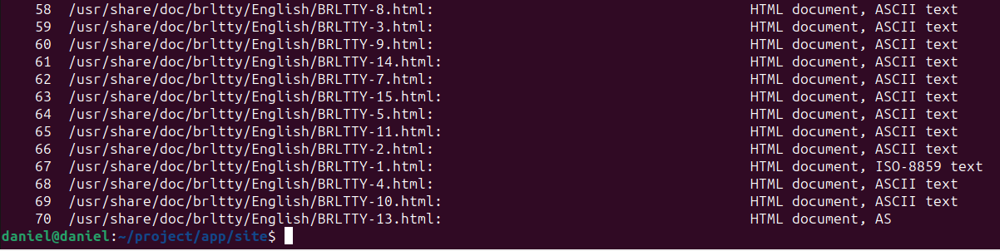 58 /usr/share/doc/brltty/English/BRLTTY-8.html: HTML document, ASCII text
59 /usr/share/doc/brltty/English/BRLTTY-3.html: HTML document, ASCII text
60 /usr/share/doc/brltty/English/BRLTTY-9.html: HTML document, ASCII text
61 /usr/share/doc/brltty/English/BRLTTY-14.html: HTML document, ASCII text
62 /usr/share/doc/brltty/English/BRLTTY-7.html: HTML document, ASCII text
63 /usr/share/doc/brltty/English/BRLTTY-15.html: HTML document, ASCII text
64 /usr/share/doc/brltty/English/BRLTTY-5.html: HTML document, ASCII text
65 /usr/share/doc/brltty/English/BRLTTY-11.html: HTML document, ASCII text
66 /usr/share/doc/brltty/English/BRLTTY-2.html: HTML document, ASCII text
67 /usr/share/doc/brltty/English/BRLTTY-1.html: HTML document, ISO-8859 text
68 /usr/share/doc/brltty/English/BRLTTY-4.html: HTML document, ASCII text
69 /usr/share/doc/brltty/English/BRLTTY-10.html: HTML document, ASCII text
70 /usr/share/doc/brltty/English/BRLTTY-13.html: HTML document, AS
daniel@daniel:~/project/app/site$